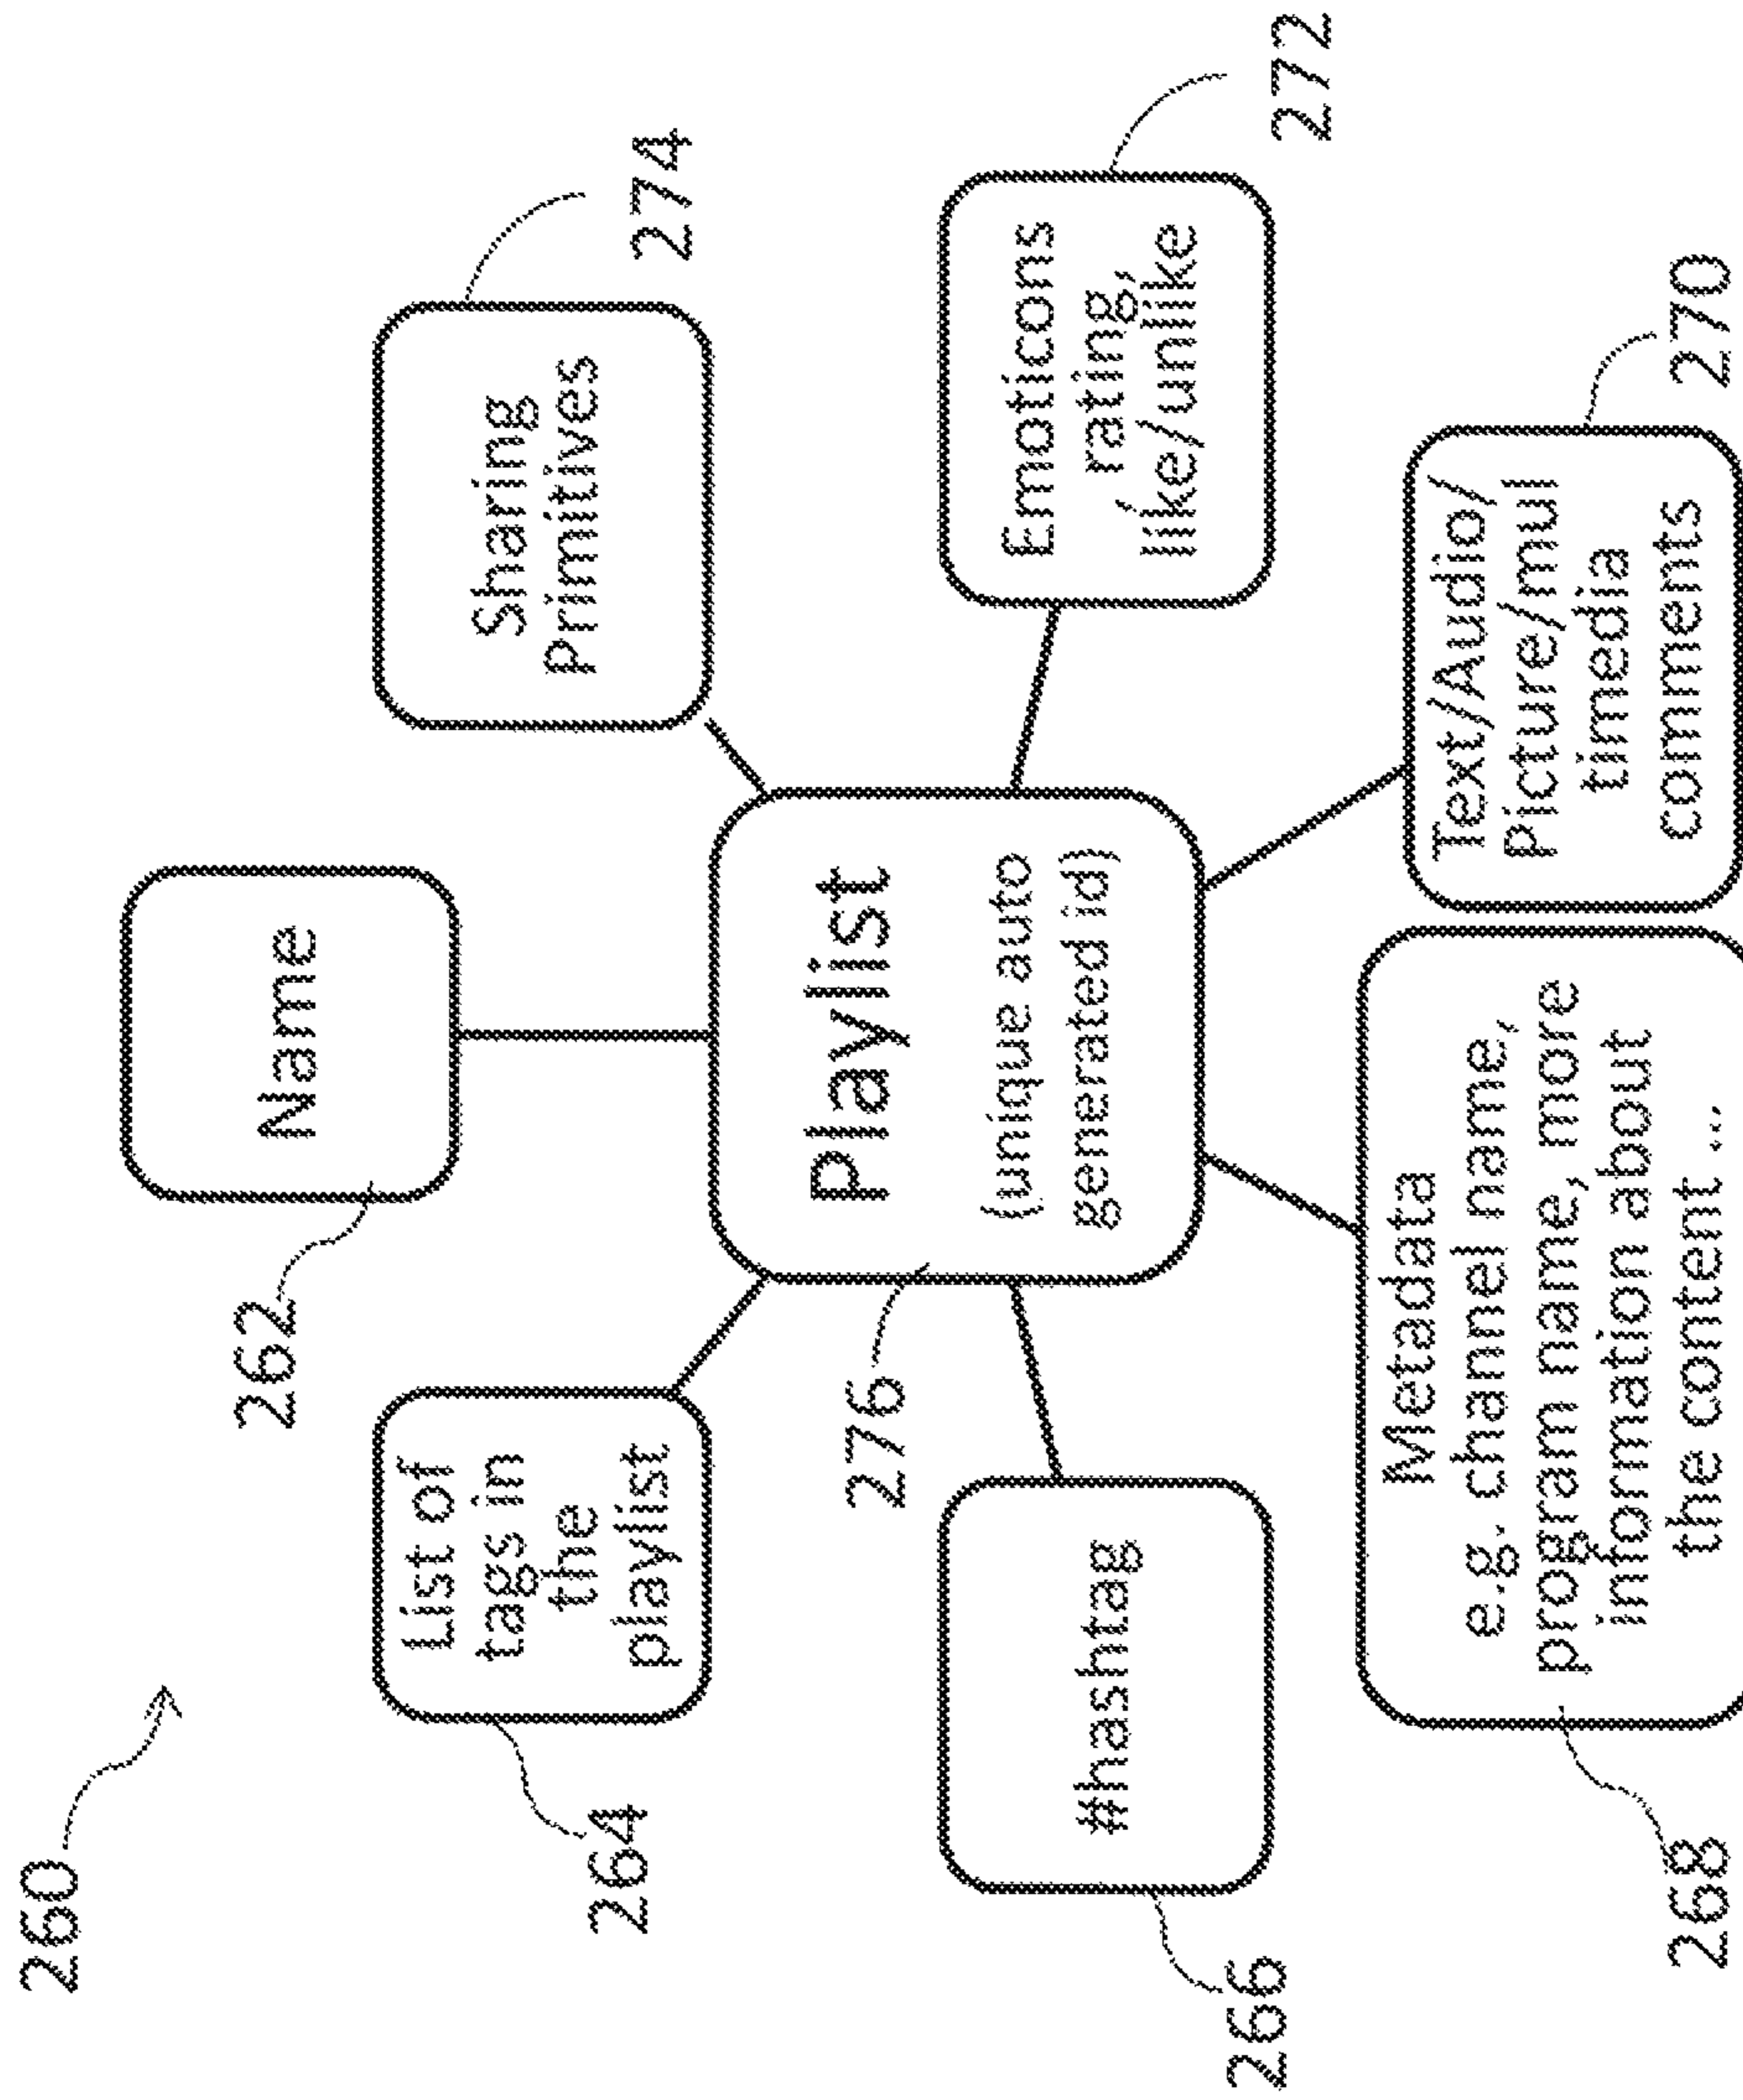 260
262
Name
264
List of
tags in
the
playlist
Sharing
Primitives
274
276
Playlist
(unique auto
generated id)
266
#hashtag
Emoticons
rating,
like/unlike
272
268
Metadata
e.g. channel name,
program name, more
information about
the content ...
Text/Audio/
Picture/mul
timedia
comments
270